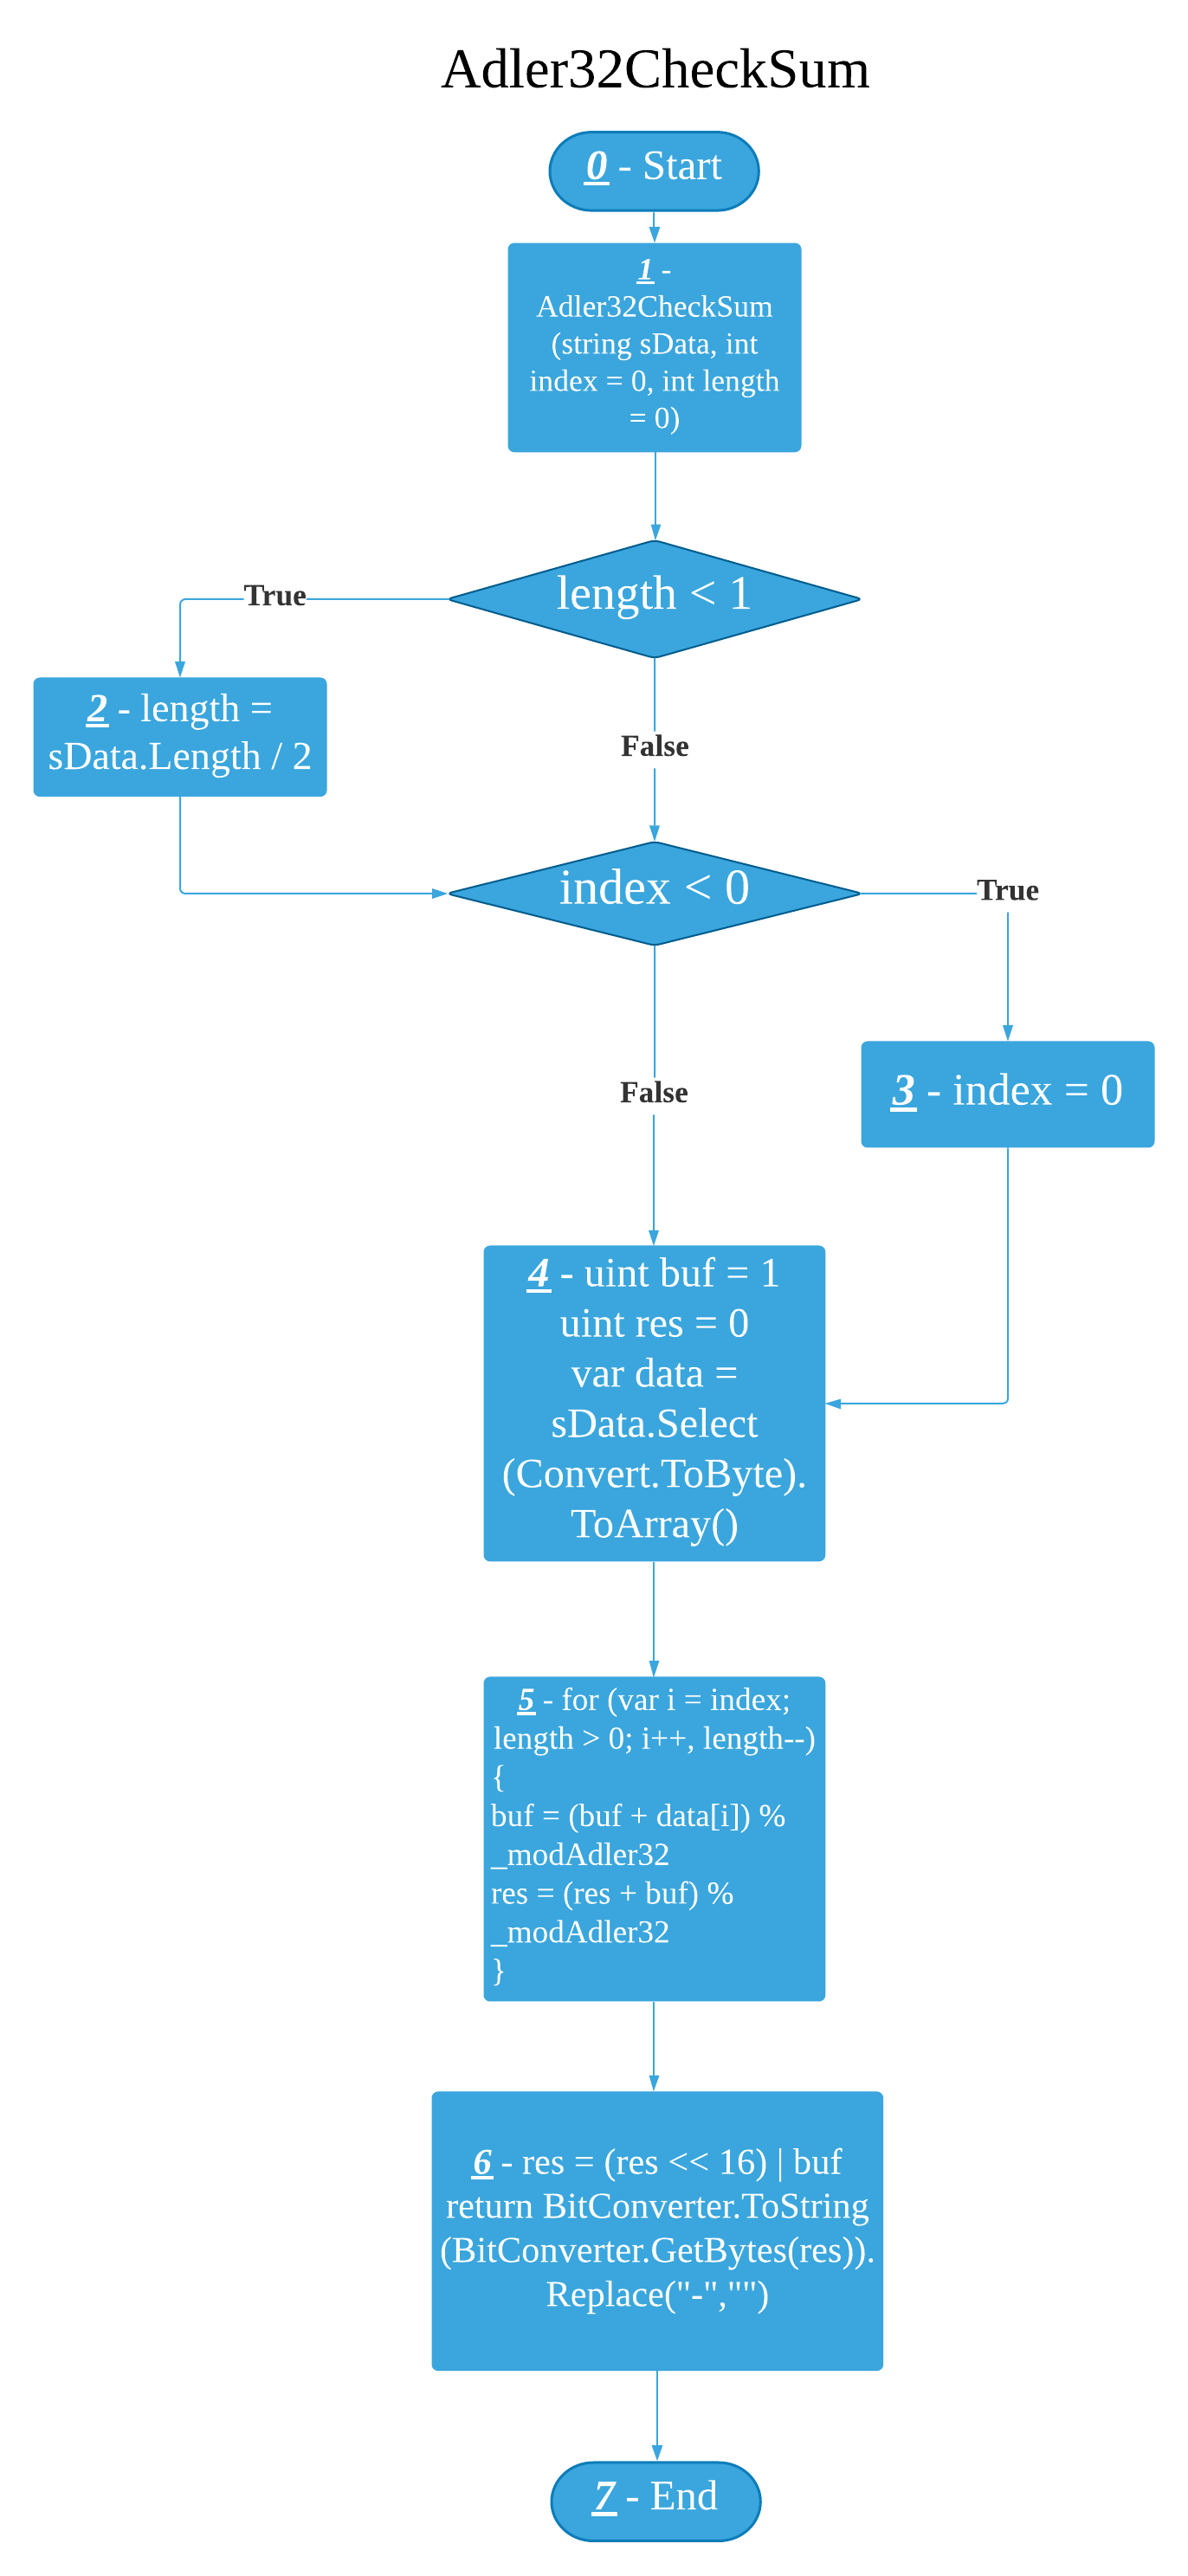 Adler32CheckSum
0 - Start
1 -
Adler32CheckSum
(string sData, int
index = 0, int length
= 0)
length < 1
True
2 - length =
sData.Length / 2
False
index < 0
True
3 - index = 0
False
4 - uint buf = 1
uint res = 0
var data =
sData.Select
(Convert.ToByte).
ToArray()
5 - for (var i = index;
length > 0; i++, length--)
{
buf = (buf + data[i]) %
_modAdler32
res = (res + buf) %
_modAdler32
}
6 - res = (res << 16) | buf
return BitConverter.ToString
(BitConverter.GetBytes(res)).
Replace("-","")
7 - End